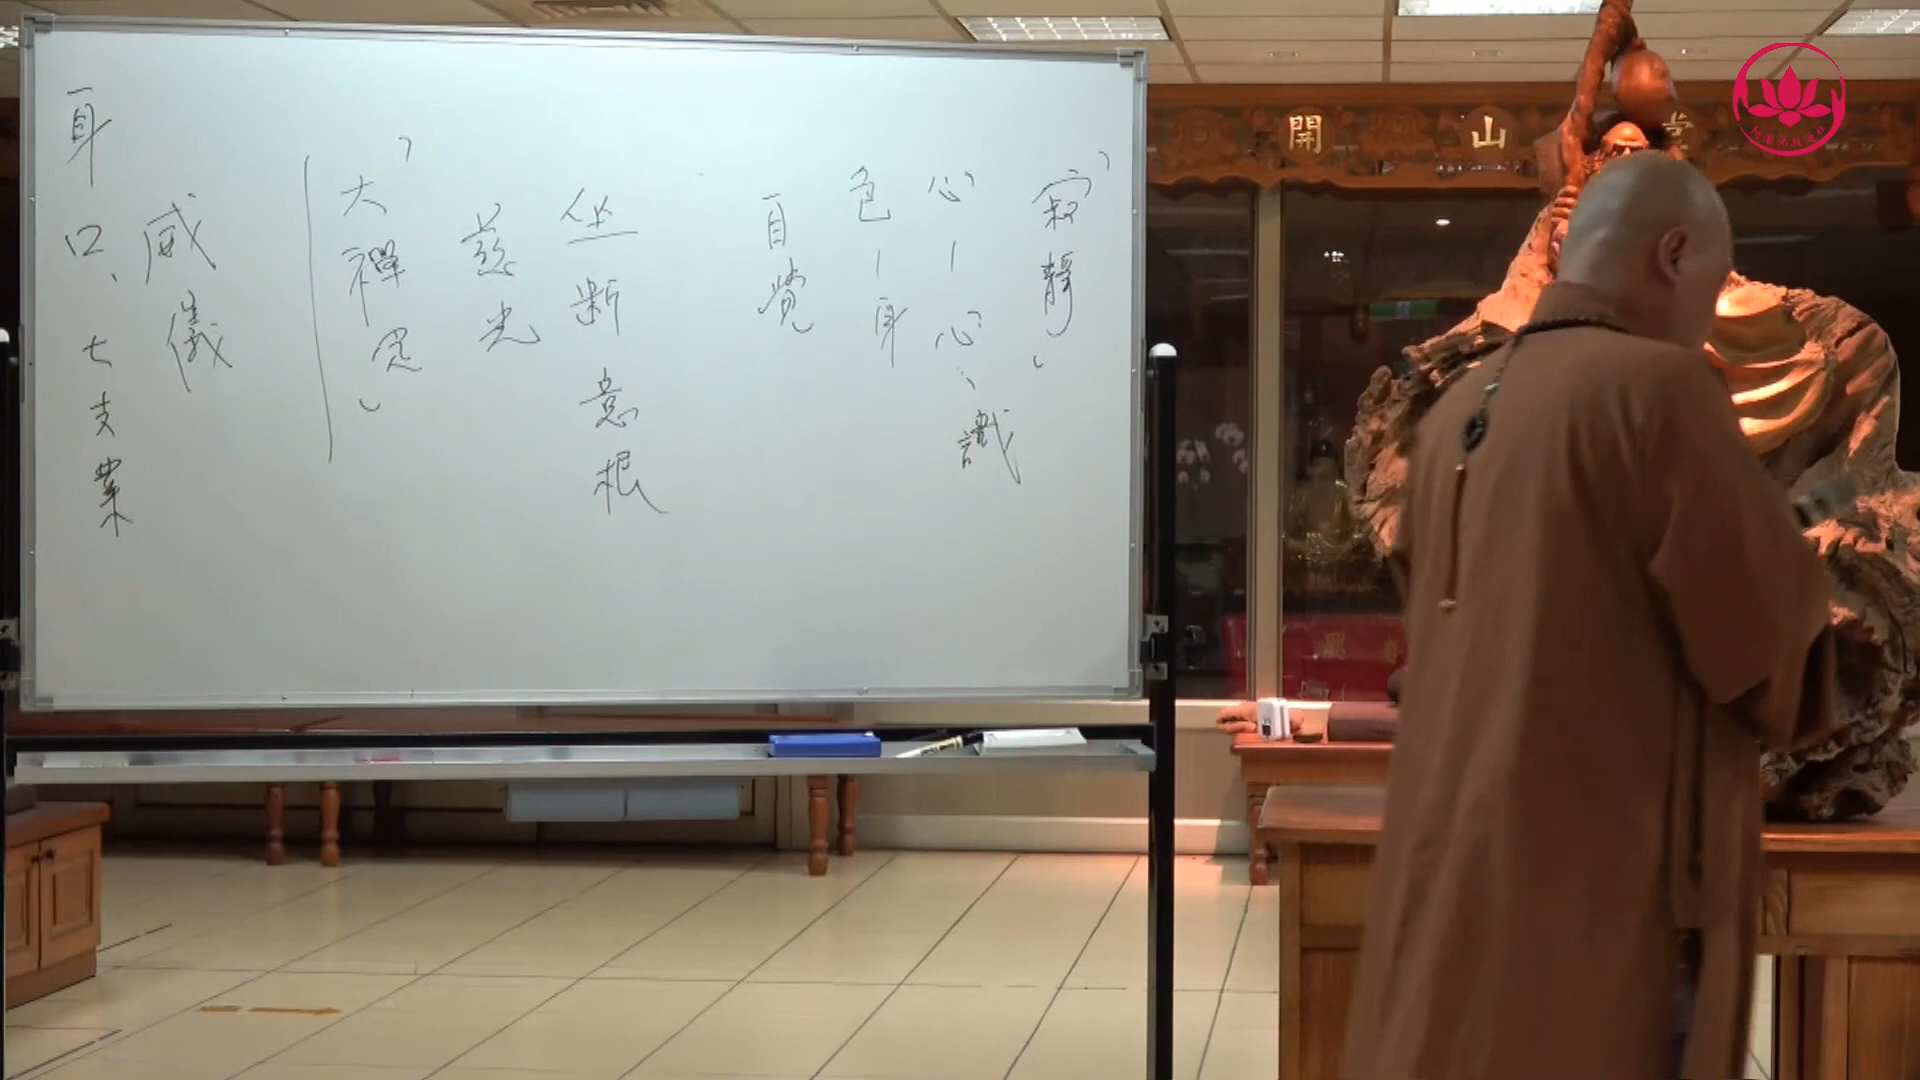 「寂靜」
心－心、識
色－身
自覺
坐斷意根
慈光
「大禪定」
威儀
身口、七支業
開山堂